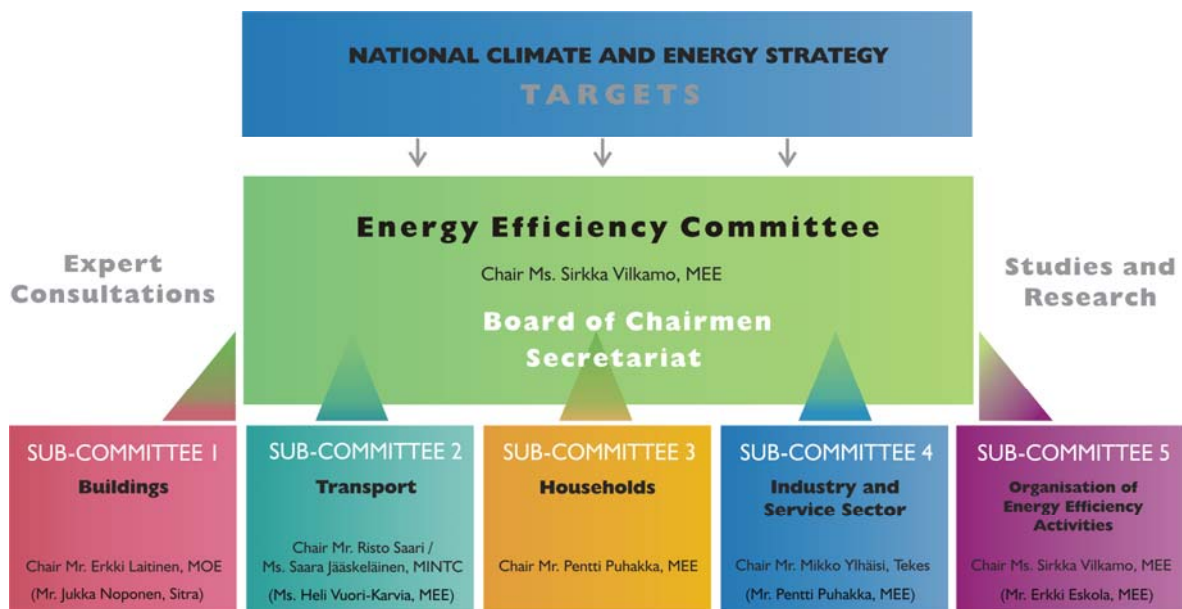 NATIONAL CLIMATE AND ENERGY STRATEGY
TARGETS
Energy Efficiency Committee
Chair Ms. Sirkka Vilkamo, MEE
Board of Chairmen
Secretariat
Expert
Consultations
Studies and
Research
SUB-COMMITTEE 1
Buildings
Chair Mr. Erkki Laitinen, MOE
(Mr. Jukka Noponen, Sitra)
SUB-COMMITTEE 2
Transport
Chair Mr. Risto Saari /
Ms. Saara Jääskeläinen, MINTC
(Ms. Heli Vuori-Karvia, MEE)
SUB-COMMITTEE 3
Households
Chair Mr. Pentti Puhakka, MEE
SUB-COMMITTEE 4
Industry and
Service Sector
Chair Mr. Mikko Ylhäisi, Tekes
(Mr. Pentti Puhakka, MEE)
SUB-COMMITTEE 5
Organisation of
Energy Efficiency
Activities
Chair Ms. Sirkka Vilkamo, MEE
(Mr. Erkki Eskola, MEE)